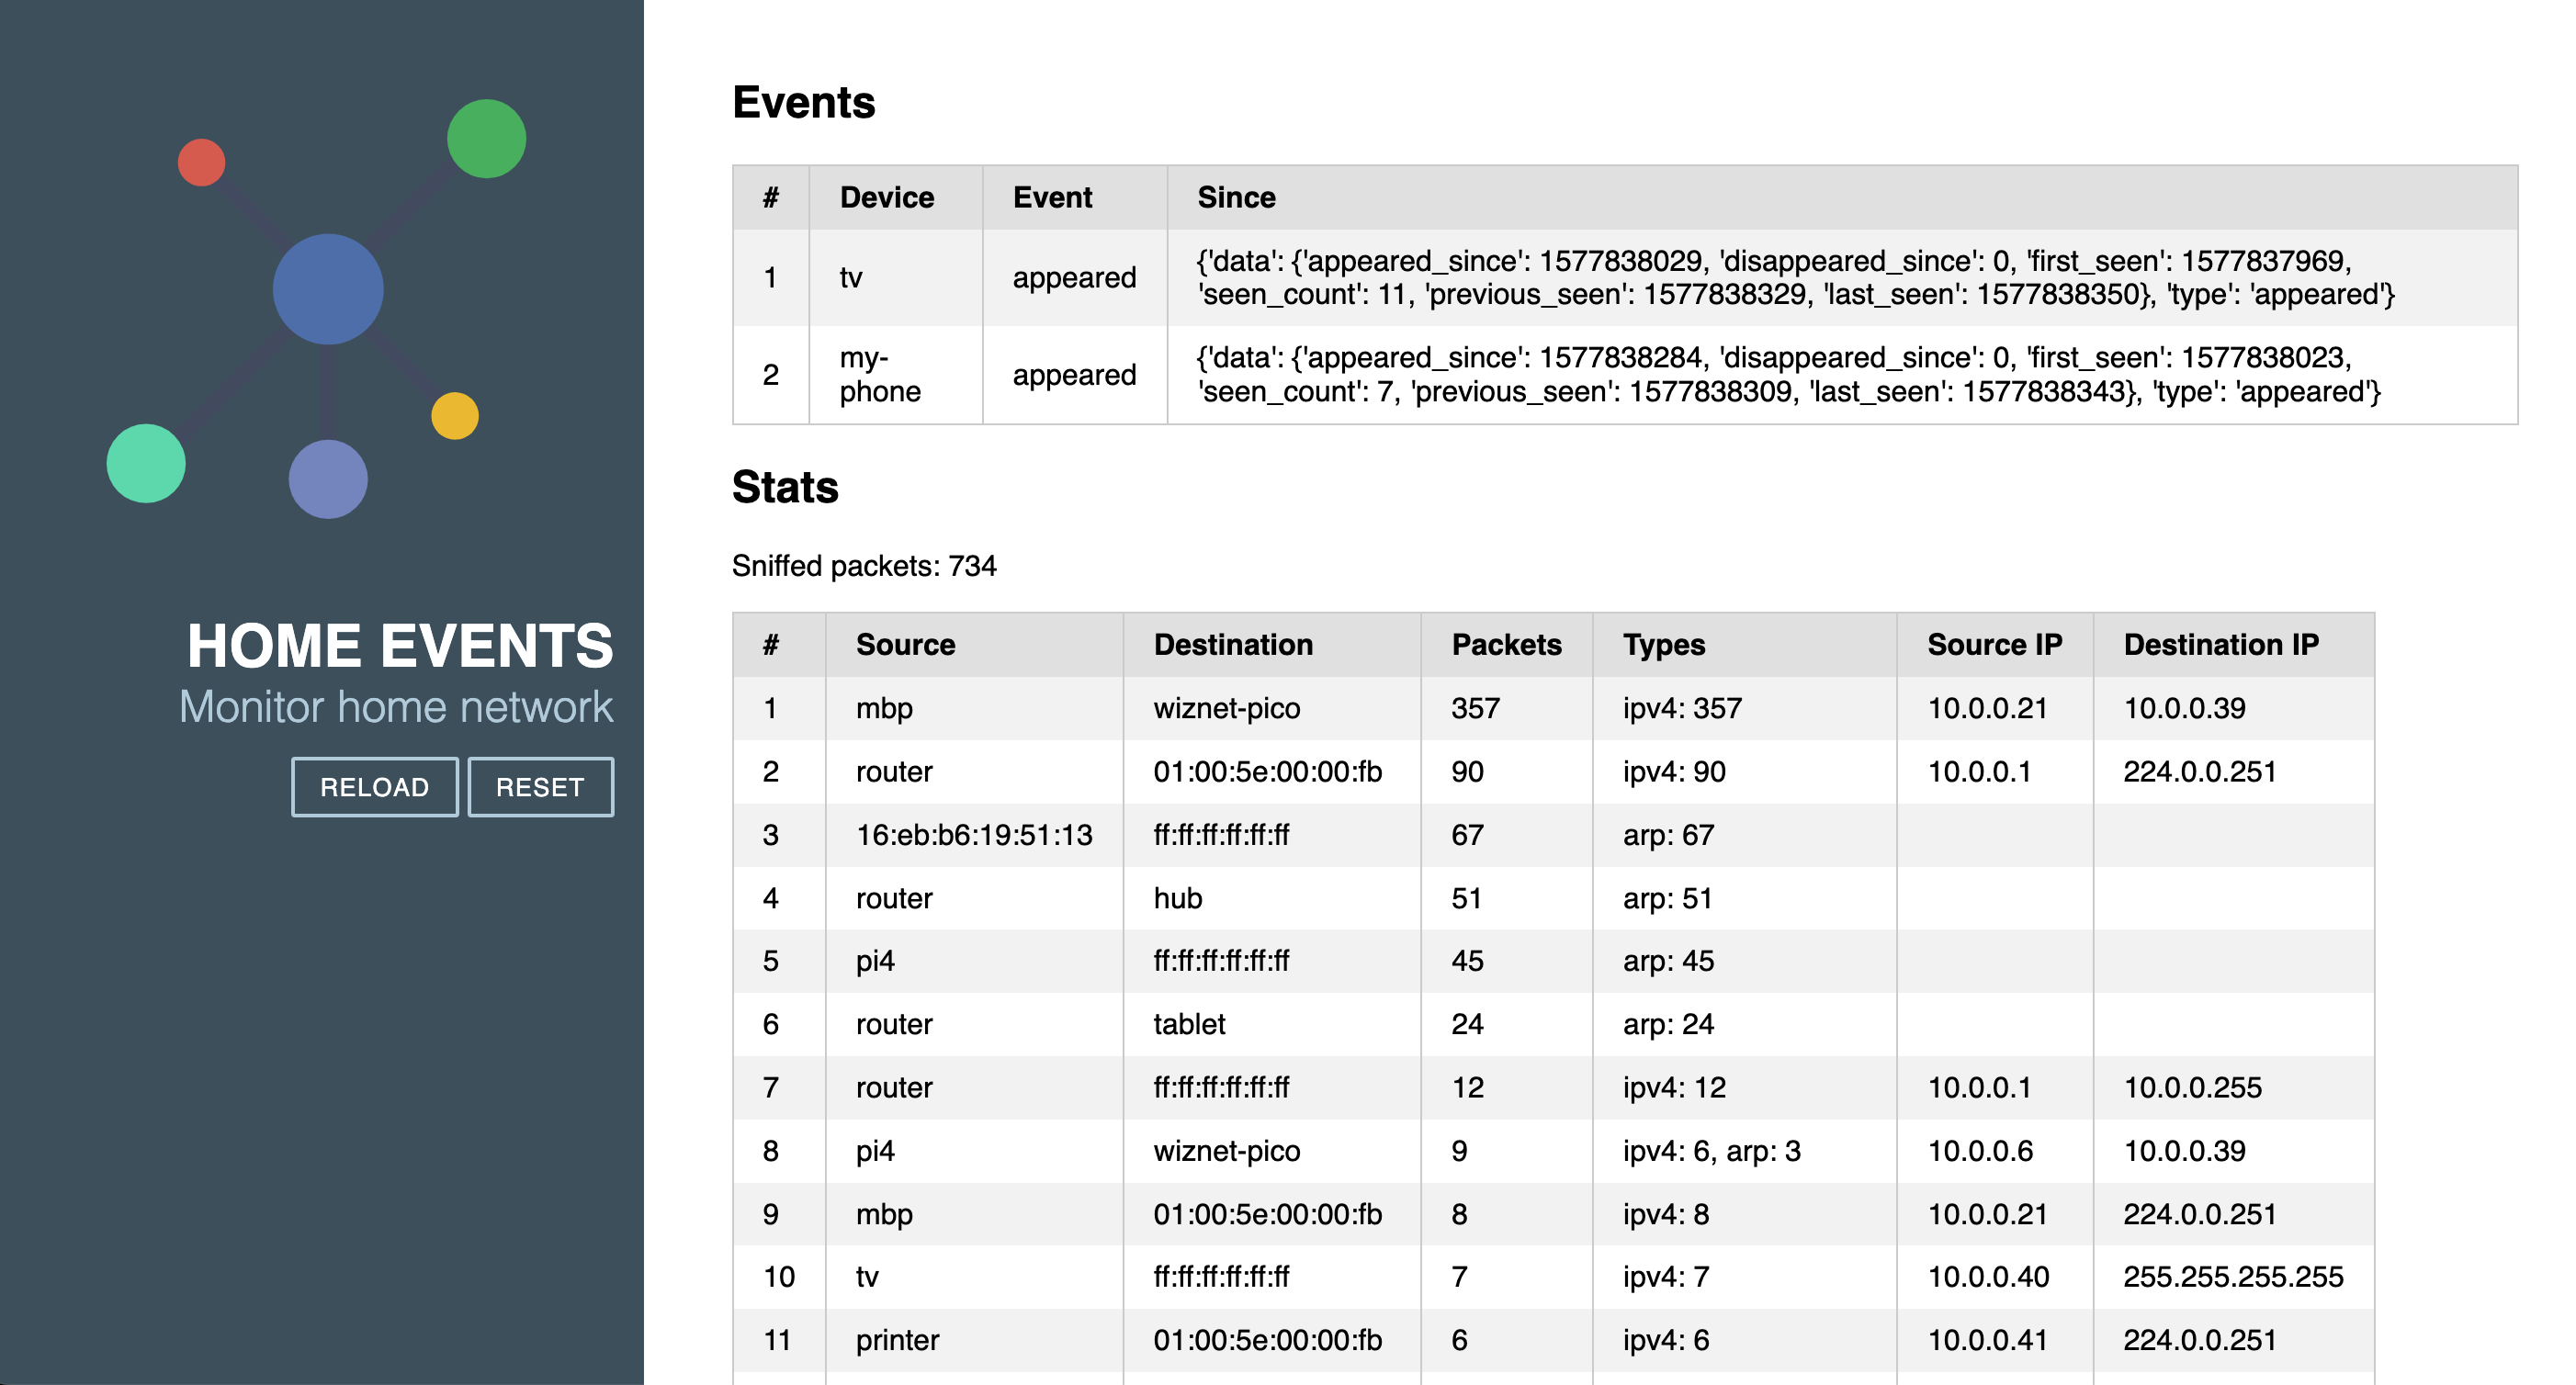 HOME EVENTS
Monitor home network
RELOAD RESET
Events
# Device Event Since
1 tv appeared {'data': {'appeared_since': 1577838029, 'disappeared_since': 0, 'first_seen': 1577837969,
'seen_count': 11, 'previous_seen': 1577838329, 'last_seen': 1577838350}, 'type': 'appeared'}
2 my-
phone appeared {'data': {'appeared_since': 1577838284, 'disappeared_since': 0, 'first_seen': 1577838023,
'seen_count': 7, 'previous_seen': 1577838309, 'last_seen': 1577838343}, 'type': 'appeared'}
Stats
Sniffed packets: 734
# Source Destination Packets Types Source IP Destination IP
1 mbp wiznet-pico 357 ipv4: 357 10.0.0.21 10.0.0.39
2 router 01:00:5e:00:00:fb 90 ipv4: 90 10.0.0.1 224.0.0.251
3 16:eb:b6:19:51:13 ff:ff:ff:ff:ff:ff 67 arp: 67
4 router hub 51 arp: 51
5 pi4 ff:ff:ff:ff:ff:ff 45 arp: 45
6 router tablet 24 arp: 24
7 router ff:ff:ff:ff:ff:ff 12 ipv4: 12 10.0.0.1 10.0.0.255
8 pi4 wiznet-pico 9 ipv4: 6, arp: 3 10.0.0.6 10.0.0.39
9 mbp 01:00:5e:00:00:fb 8 ipv4: 8 10.0.0.21 224.0.0.251
10 tv ff:ff:ff:ff:ff:ff 7 ipv4: 7 10.0.0.40 255.255.255.255
11 printer 01:00:5e:00:00:fb 6 ipv4: 6 10.0.0.41 224.0.0.251